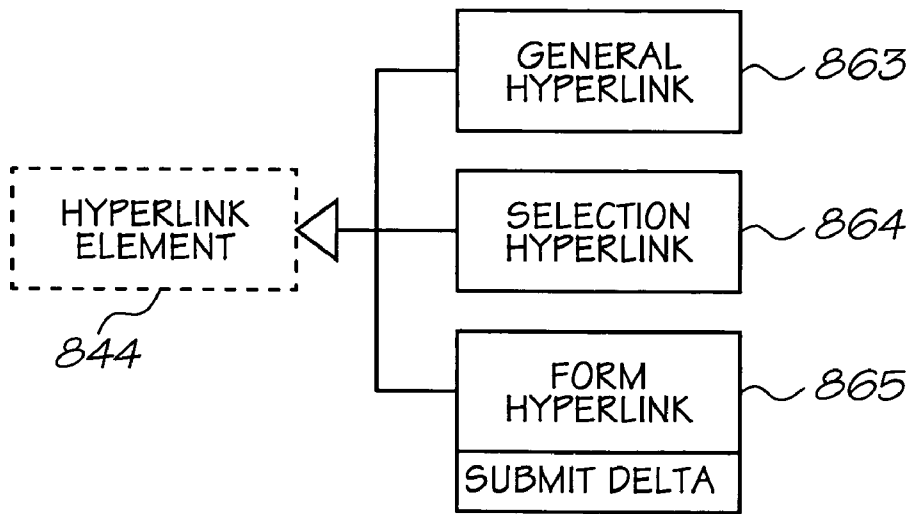 GENERAL
HYPERLINK
863
HYPERLINK
ELEMENT
844
SELECTION
HYPERLINK
864
FORM
HYPERLINK
865
SUBMIT DELTA